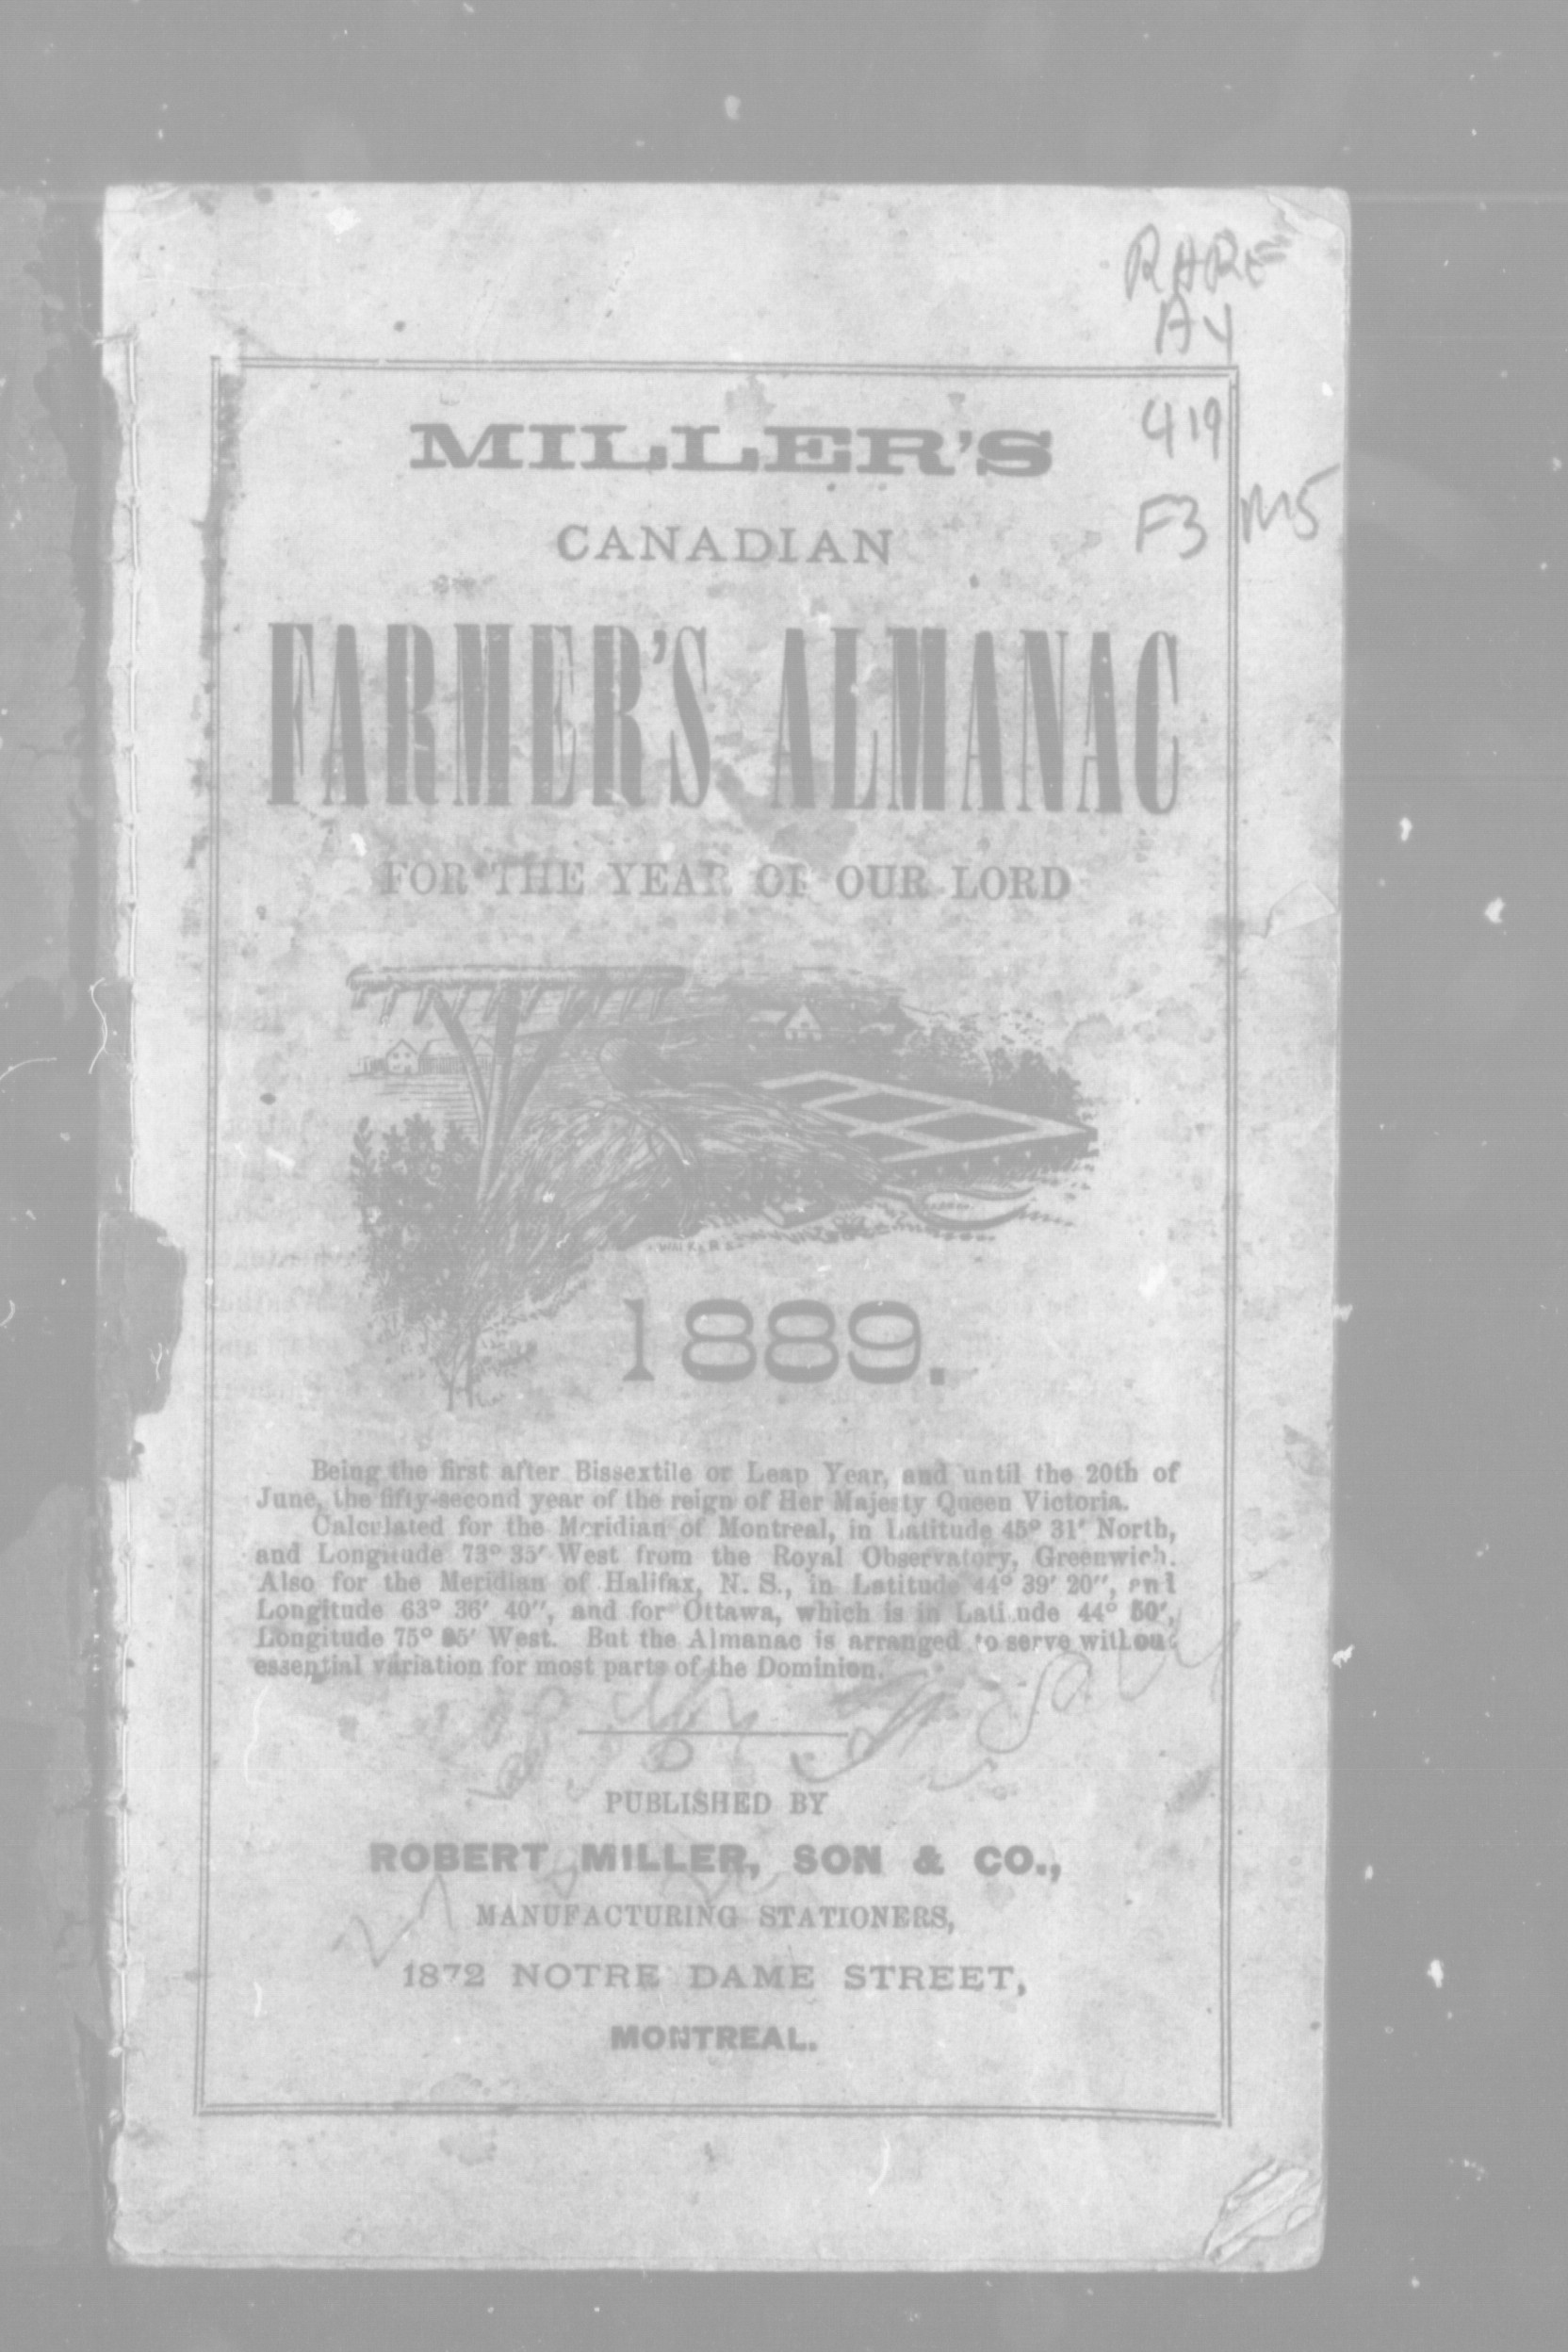 RARE
AY
419
F3 M5
MILLER'S
CANADIAN
FARMER'S ALMANAC
FOR THE YEAR OF OUR LORD
WALKER
1889.
Being the first after Bissextile or Leap Year, and until the 20th of
June, the fifty-second year of the reign of Her Majesty Queen Victoria.
Calculated for the Meridian of Montreal, in Latitude 45° 31′ North,
and Longitude 73° 35′ West from the Royal Observatory, Greenwich.
Also for the Meridian of Halifax, N. S., in Latitude 44° 39′ 20″, and
Longitude 63° 36′ 40″, and for Ottawa, which is in Latitude 44° 50′,
Longitude 75° West. But the Almanac is arranged to serve without
essential variation for most parts of the Dominion.
PUBLISHED BY
ROBERT MILLER, SON & CO.,
MANUFACTURING STATIONERS,
1872 NOTRE DAME STREET,
MONTREAL.